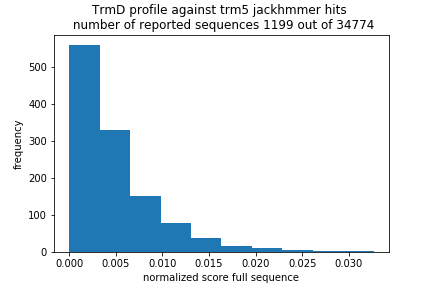 TrmD profile against trm5 jackhmmer hits
number of reported sequences 1199 out of 34774
500
400
300
200
100
0
frequency
0.000 0.005 0.010 0.015 0.020 0.025 0.030
normalized score full sequence